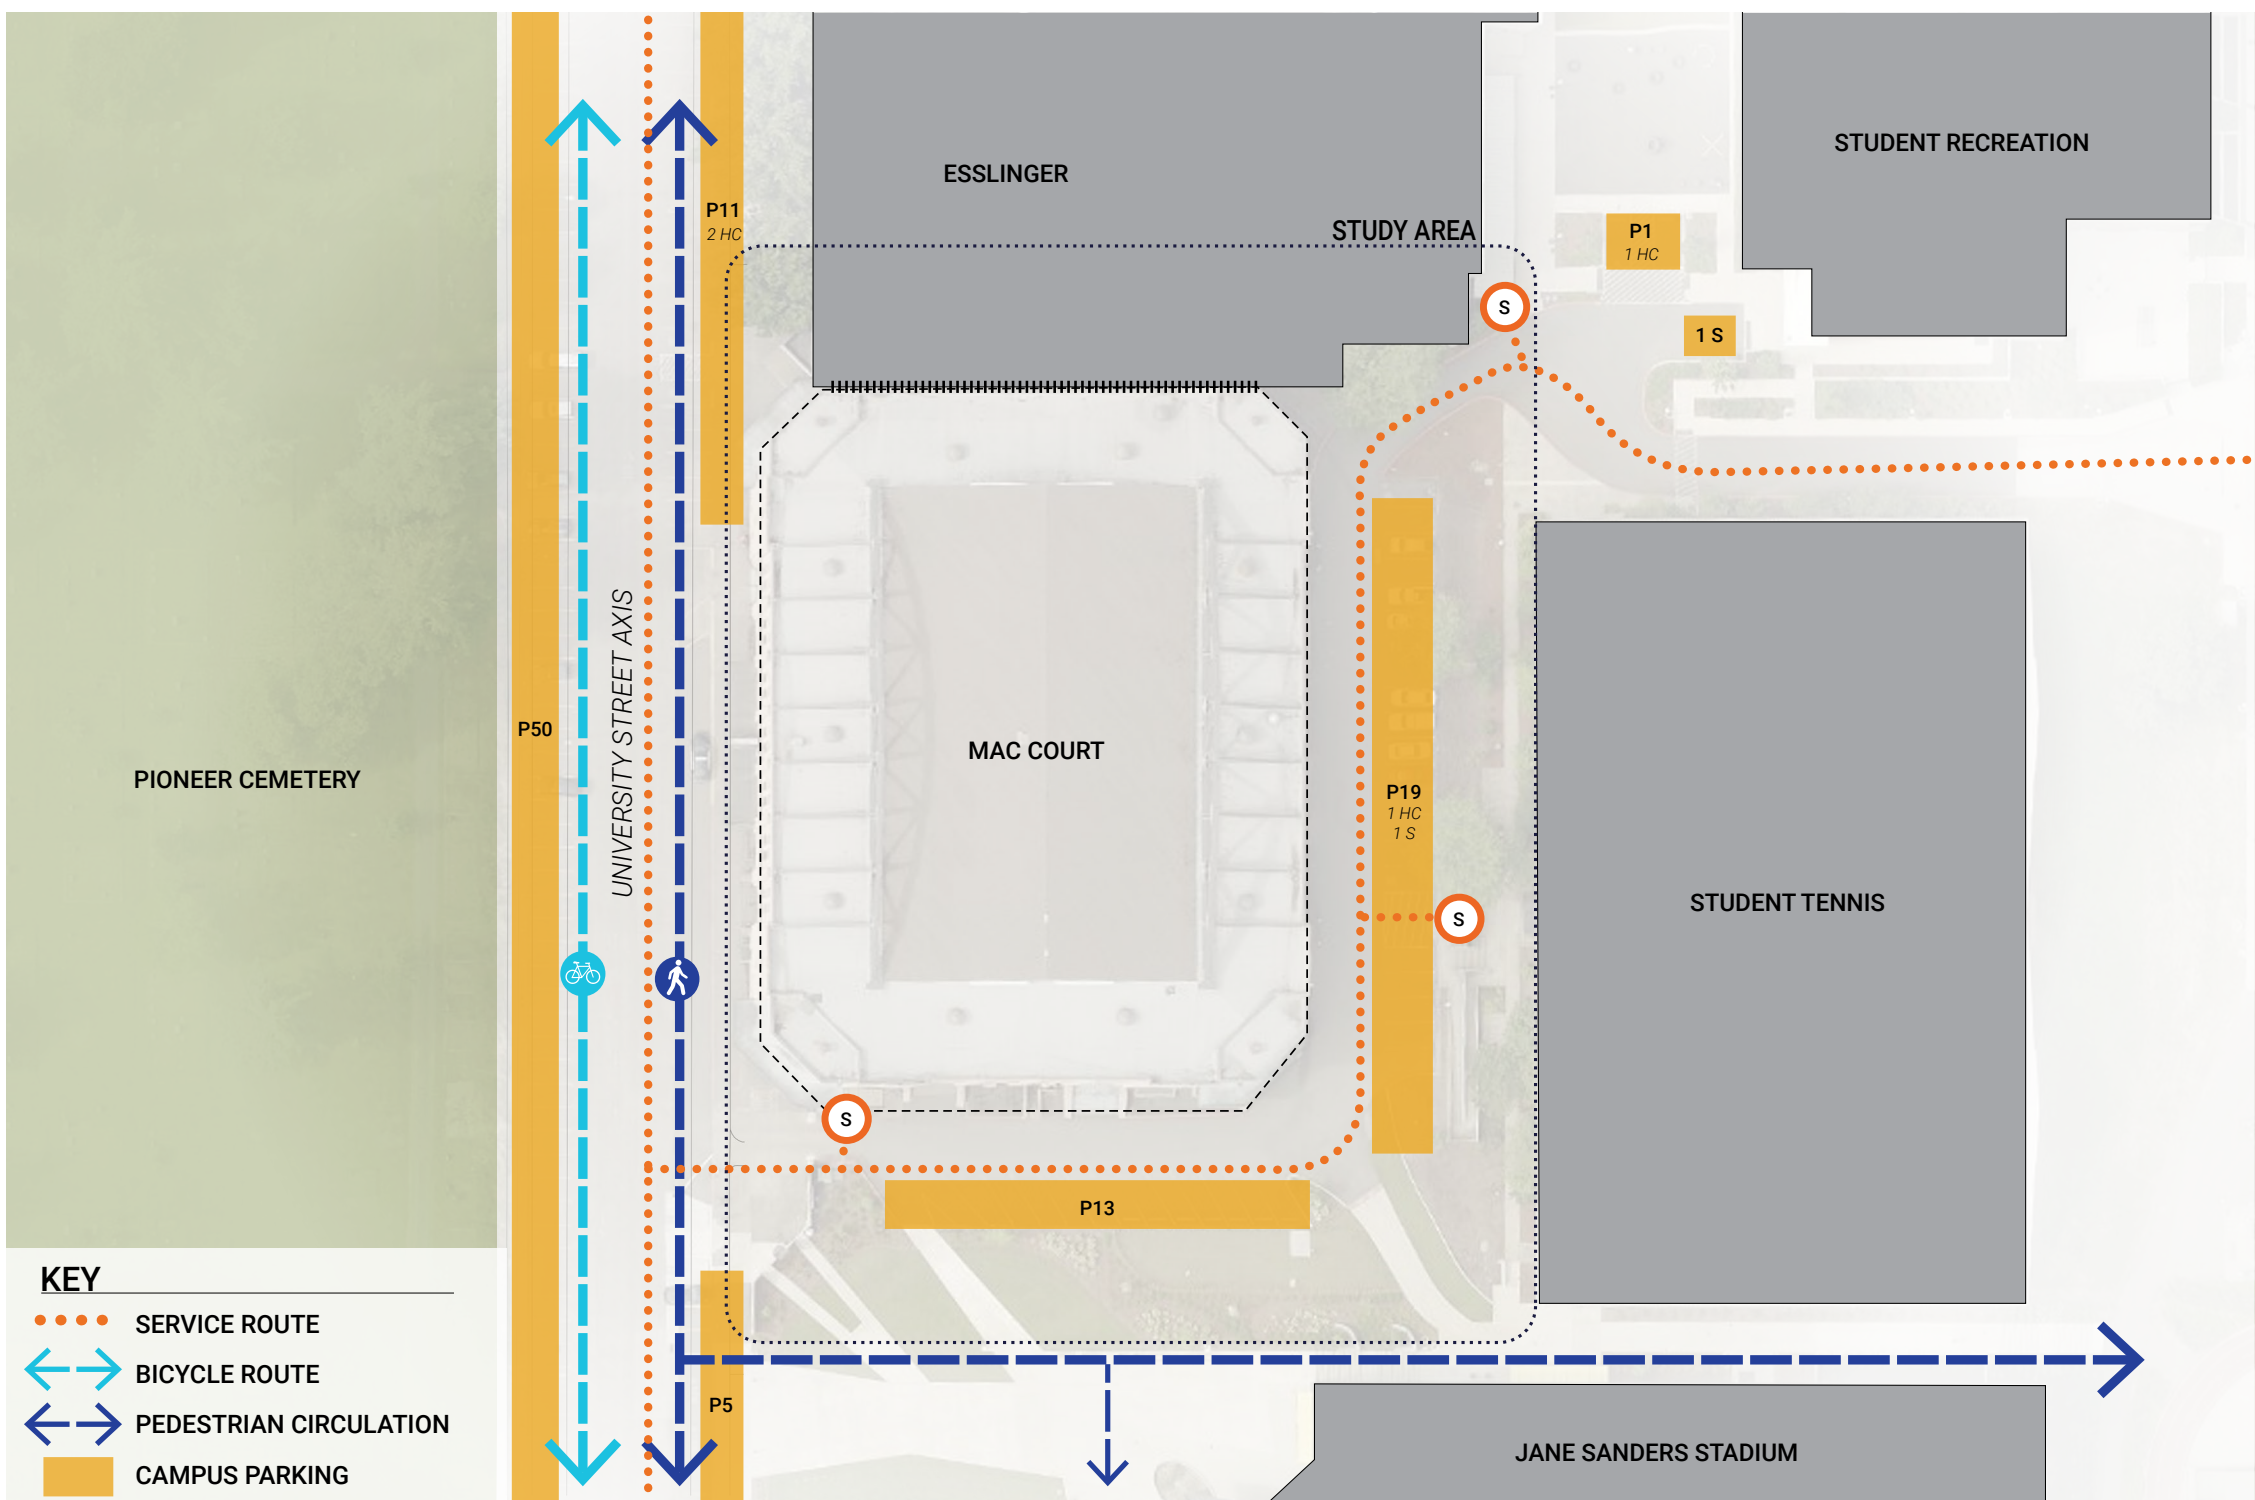 ESSLINGER
STUDENT RECREATION
P11
2 HC
STUDY AREA
P1
1 HC
S
1 S
UNIVERSITY STREET AXIS
P50
PIONEER CEMETERY
MAC COURT
P19
1 HC
1 S
STUDENT TENNIS
S
S
P13
P5
JANE SANDERS STADIUM
KEY
SERVICE ROUTE
BICYCLE ROUTE
PEDESTRIAN CIRCULATION
CAMPUS PARKING